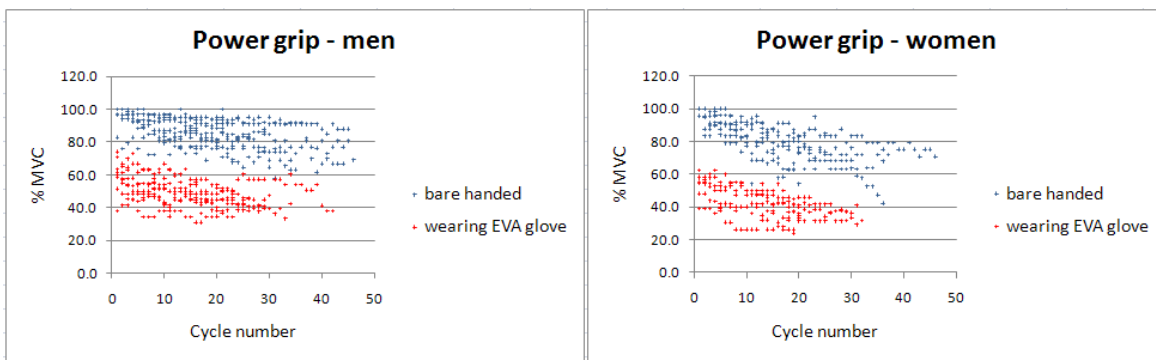 Power grip - men
120.0
100.0
80.0
60.0
40.0
20.0
0.0
% MVC
0 10 20 30 40 50
Cycle number
bare handed
wearing EVA glove
Power grip - women
120.0
100.0
80.0
60.0
40.0
20.0
0.0
% MVC
0 10 20 30 40 50
Cycle number
bare handed
wearing EVA glove